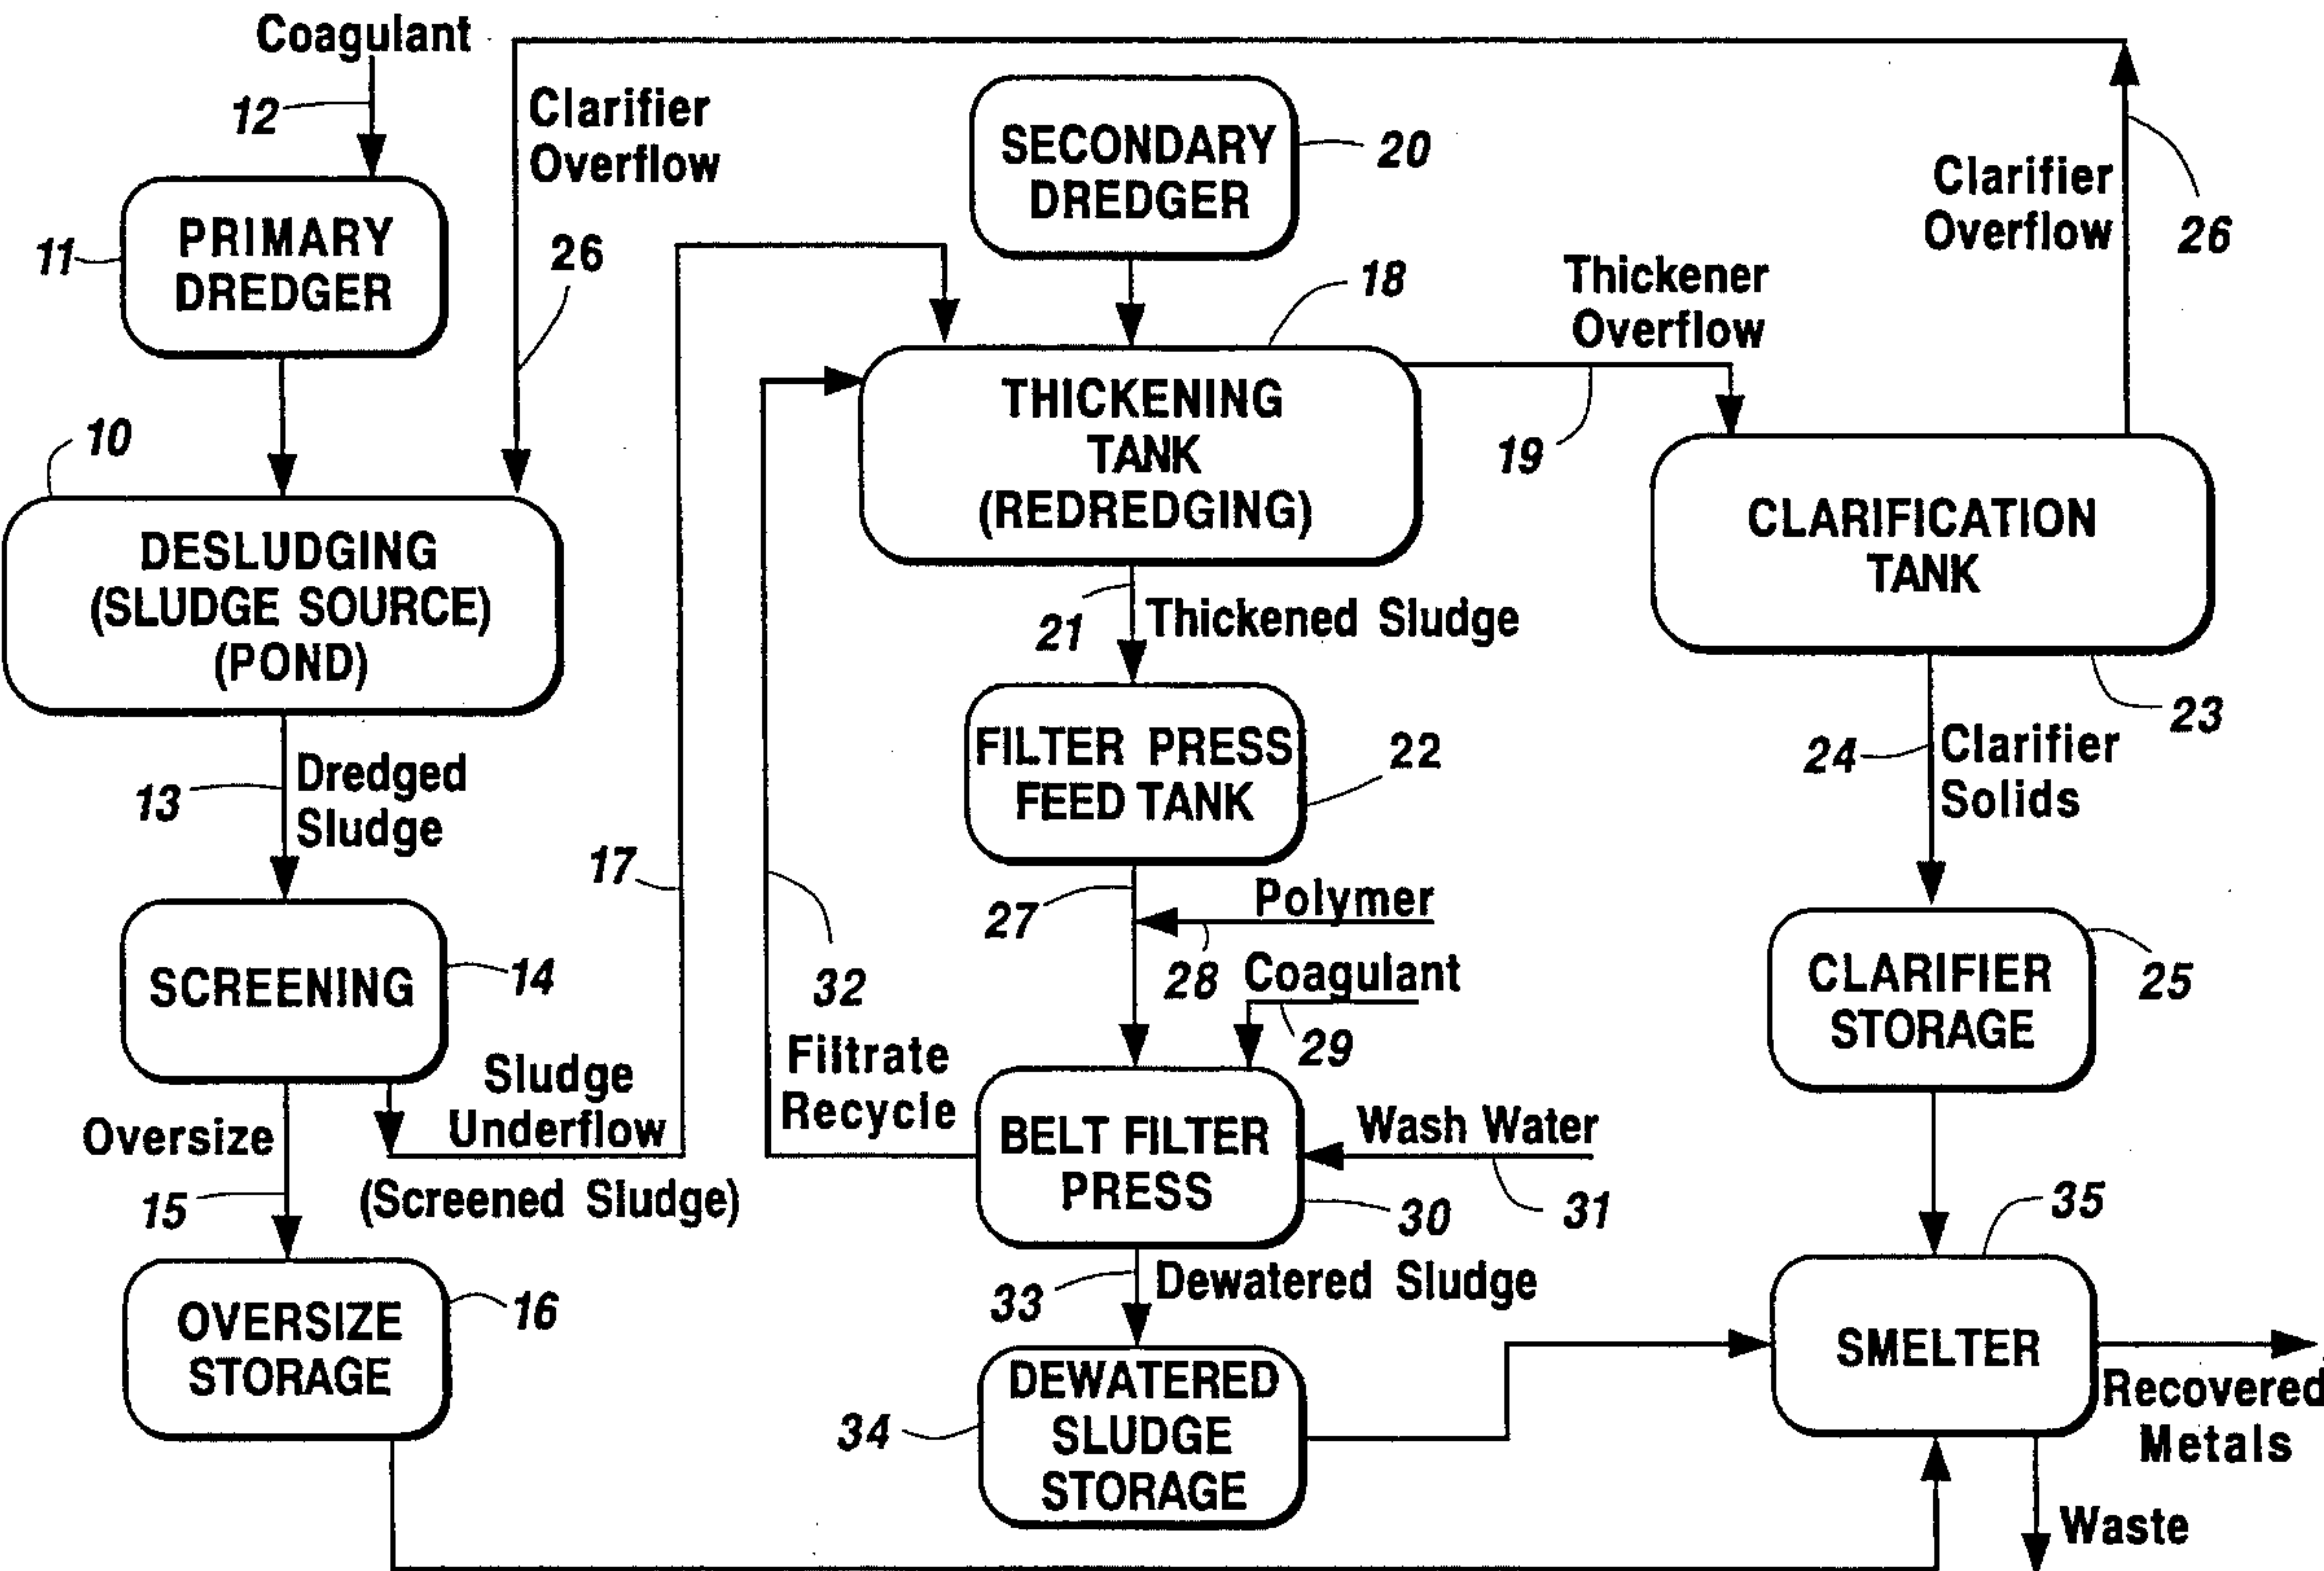 Coagulant
12
Clarifier
Overflow
26
PRIMARY
DREDGER
11
10
DESLUDGING
(SLUDGE SOURCE)
(POND)
13
Dredged
Sludge
SCREENING
14
Oversize
15
Sludge
Underflow
(Screened Sludge)
17
OVERSIZE
STORAGE
16
SECONDARY
DREDGER
20
18
THICKENING
TANK
(REDREDGING)
Thickener
Overflow
19
21
Thickened Sludge
FILTER PRESS
FEED TANK
22
27
Polymer
28
Coagulant
29
32
Filtrate
Recycle
BELT FILTER
PRESS
Wash Water
31
30
33
Dewatered Sludge
DEWATERED
SLUDGE
STORAGE
34
Clarifier
Overflow
26
CLARIFICATION
TANK
23
24
Clarifier
Solids
CLARIFIER
STORAGE
25
35
SMELTER
Recovered
Metals
Waste